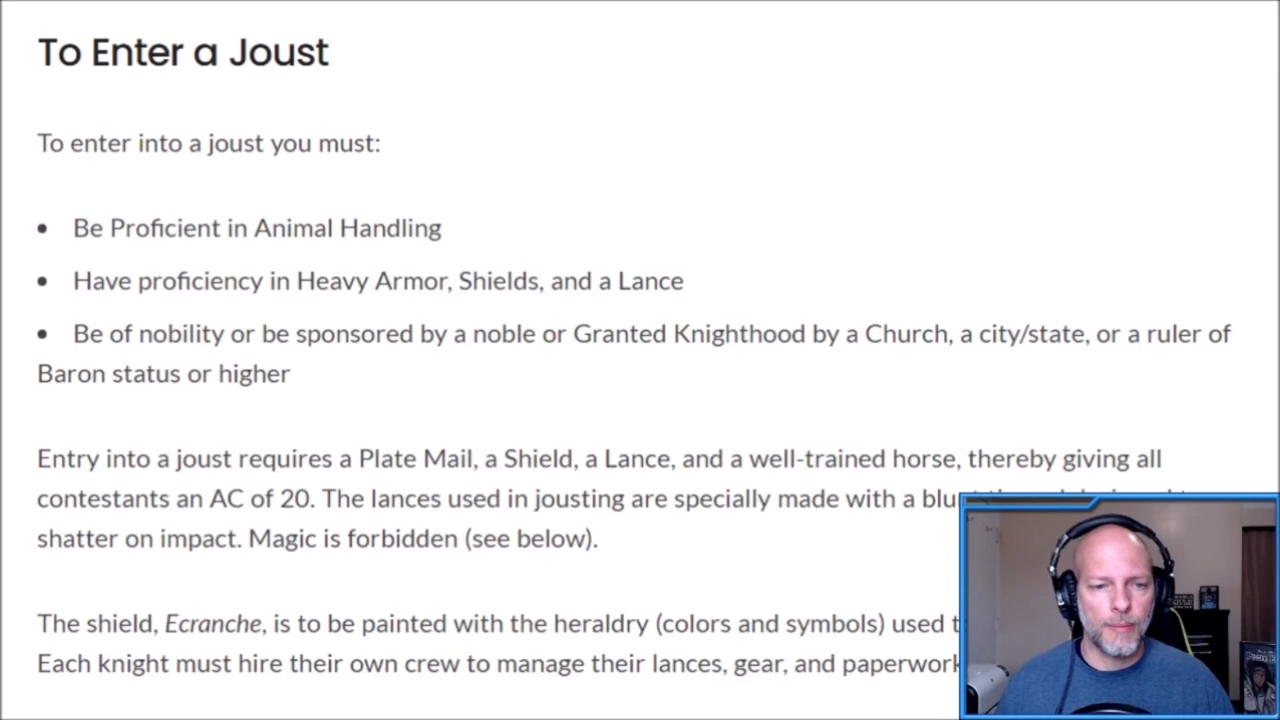 To Enter a Joust
To enter into a joust you must:
• Be Proficient in Animal Handling
• Have proficiency in Heavy Armor, Shields, and a Lance
• Be of nobility or be sponsored by a noble or Granted Knighthood by a Church, a city/state, or a ruler of
Baron status or higher
Entry into a joust requires a Plate Mail, a Shield, a Lance, and a well-trained horse, thereby giving all
contestants an AC of 20. The lances used in jousting are specially made with a
shatter on impact. Magic is forbidden (see below).
The shield, Ecranche, is to be painted with the heraldry (colors and symbols) used
Each knight must hire their own crew to manage their lances, gear, and paperwork